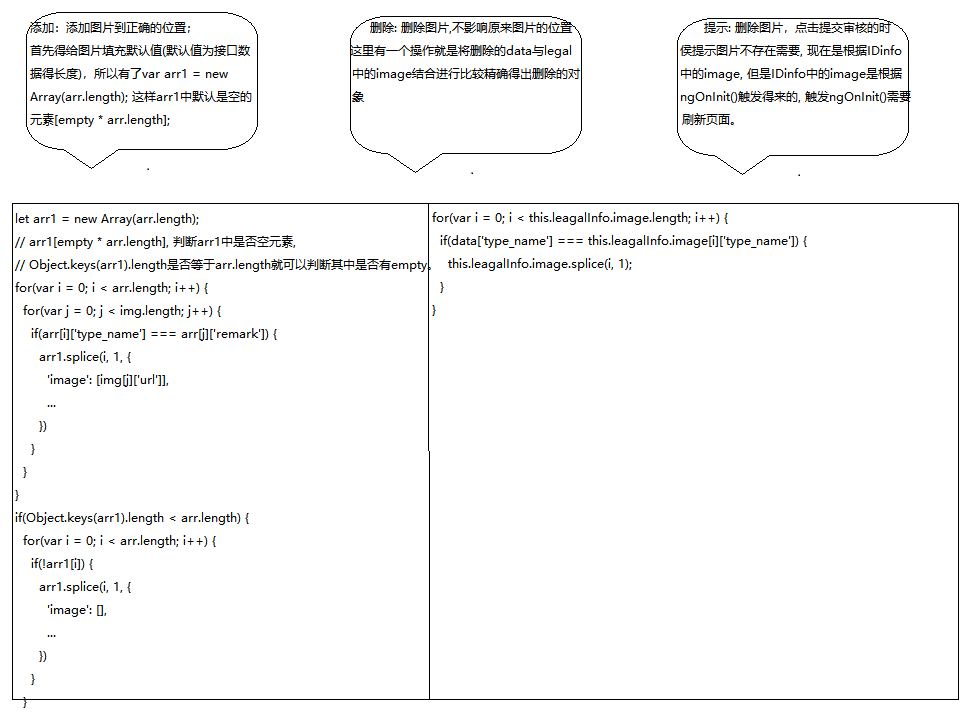 添加：添加图片到正确的位置；
首先得给图片填充默认值(默认值为接口数
据得长度)，所以有了var arr1 = new
Array(arr.length); 这样arr1中默认是空的
元素[empty * arr.length];
删除: 删除图片,不影响原来图片的位置
这里有一个操作就是将删除的data与legal
中的image结合进行比较精确得出删除的对
象
提示: 删除图片，点击提交审核的时
侯提示图片不存在需要, 现在是根据IDinfo
中的image, 但是IDinfo中的image是根据
ngOnInit()触发得来的, 触发ngOnInit()需要
刷新页面。
let arr1 = new Array(arr.length);
// arr1[empty * arr.length], 判断arr1中是否空元素,
// Object.keys(arr1).length是否等于arr.length就可以判断其中是否有empty。
for(var i = 0; i < arr.length; i++) {
for(var j = 0; j < img.length; j++) {
if(arr[i]['type_name'] === arr[j]['remark']) {
arr1.splice(i, 1, {
'image': [img[j]['url']],
...
})
}
}
}
if(Object.keys(arr1).length < arr.length) {
for(var i = 0; i < arr.length; i++) {
if(!arr1[i]) {
arr1.splice(i, 1, {
'image': [],
...
})
}
}
for(var i = 0; i < this.leagalInfo.image.length; i++) {
if(data['type_name'] === this.leagalInfo.image[i]['type_name']) {
this.leagalInfo.image.splice(i, 1);
}
}